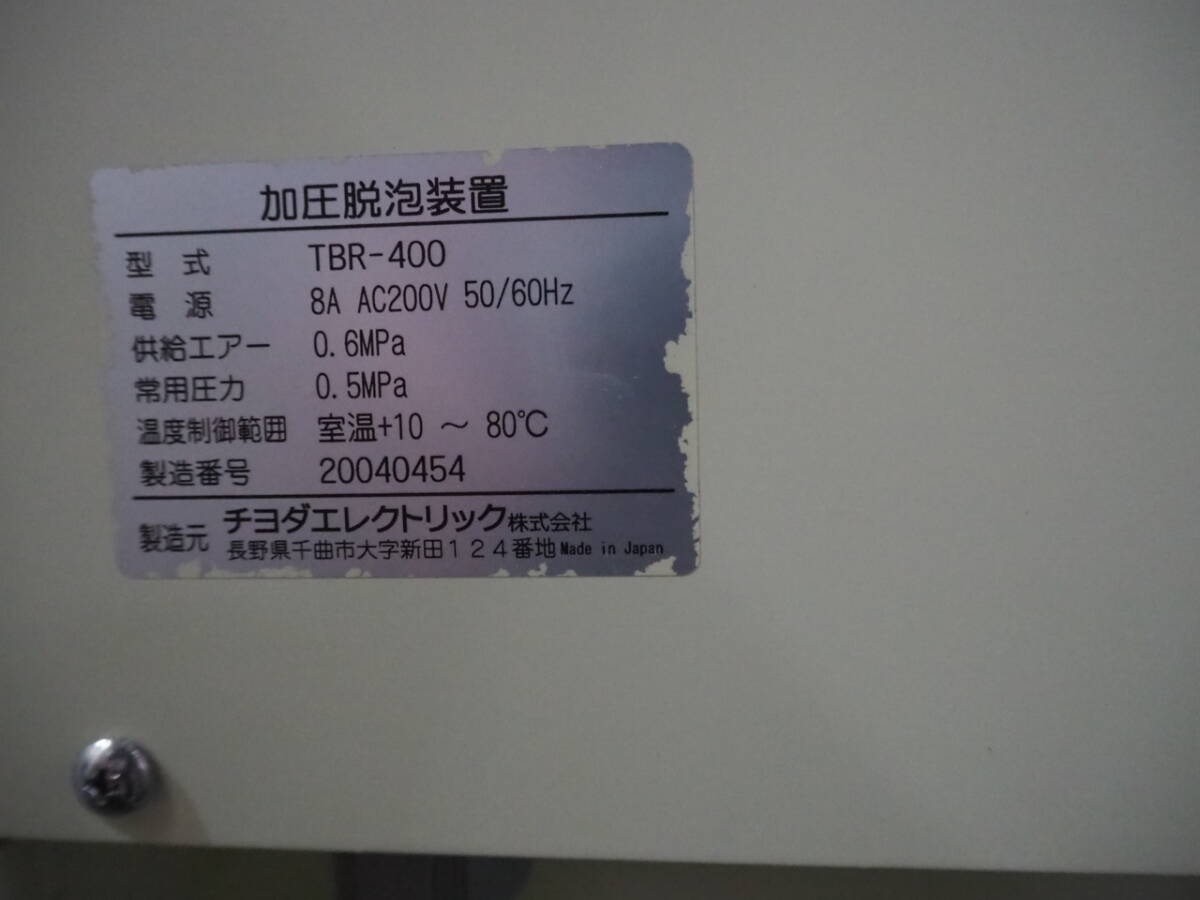 加圧脱泡装置
型 式 TBR-400
電 源 8A AC200V 50/60Hz
供給エアー 0.6MPa
常用圧力 0.5MPa
温度制御範囲 室温+10 ～ 80℃
製造番号 20040454
製造元 チヨダエレクトリック株式会社
長野県千曲市大字新田124番地 Made in Japan